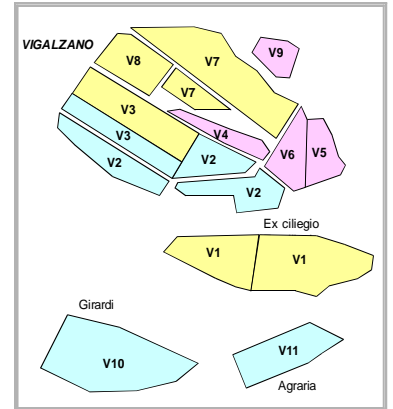 VIGALZANO
V9
V8
V7
V7
V3
V3
V4
V2
V2
V6
V5
V2
Ex ciliegio
V1
V1
Girardi
V10
V11
Agraria